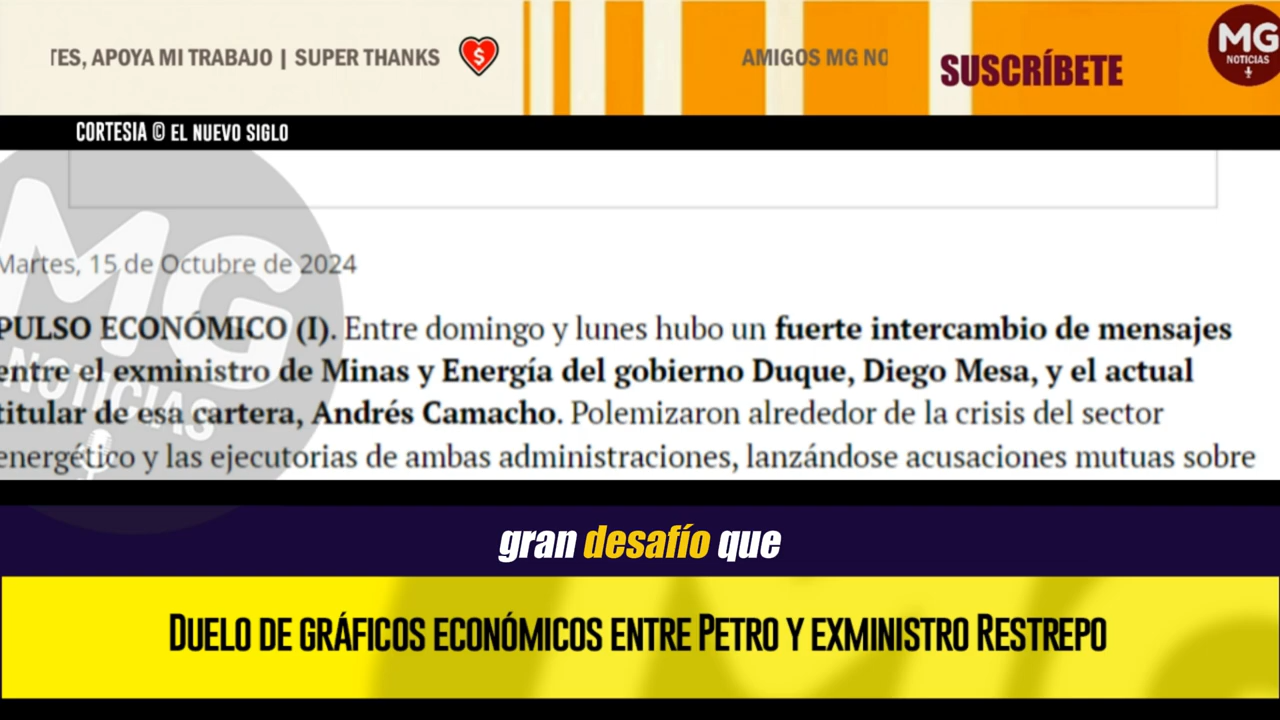 TES, APOYA MI TRABAJO | SUPER THANKS
AMIGOS MG NO
SUSCRÍBETE
MG
NOTICIAS
CORTESIA © EL NUEVO SIGLO
Martes, 15 de Octubre de 2024
PULSO ECONÓMICO (I). Entre domingo y lunes hubo un fuerte intercambio de mensajes
entre el exministro de Minas y Energía del gobierno Duque, Diego Mesa, y el actual
titular de esa cartera, Andrés Camacho. Polemizaron alrededor de la crisis del sector
energético y las ejecutorias de ambas administraciones, lanzándose acusaciones mutuas sobre
MG
NOTICIAS
gran desafío que
DUELO DE GRÁFICOS ECONÓMICOS ENTRE PETRO Y EXMINISTRO RESTREPO